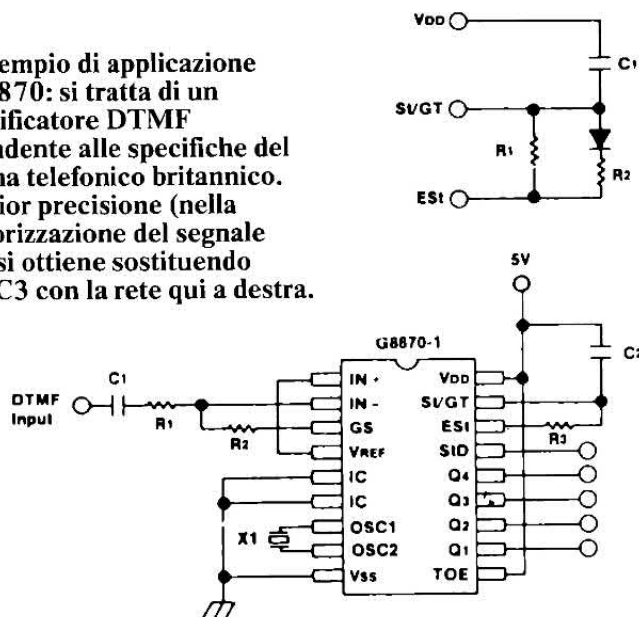 empio di applicazione
870: si tratta di un
ificatore DTMF
ndente alle specifiche del
na telefonico britannico.
ior precisione (nella
orizzazione del segnale
si ottiene sostituendo
C3 con la rete qui a destra.
VDD
C1
St/GT
R1
R2
ESt
5V
G8870-1
C2
DTMF
Input
C1
R1
R2
IN +
IN -
GS
VREF
IC
IC
OSC1
OSC2
VSS
X1
VDD
St/GT
ESt
StD
Q4
Q3
Q2
Q1
TOE
R3